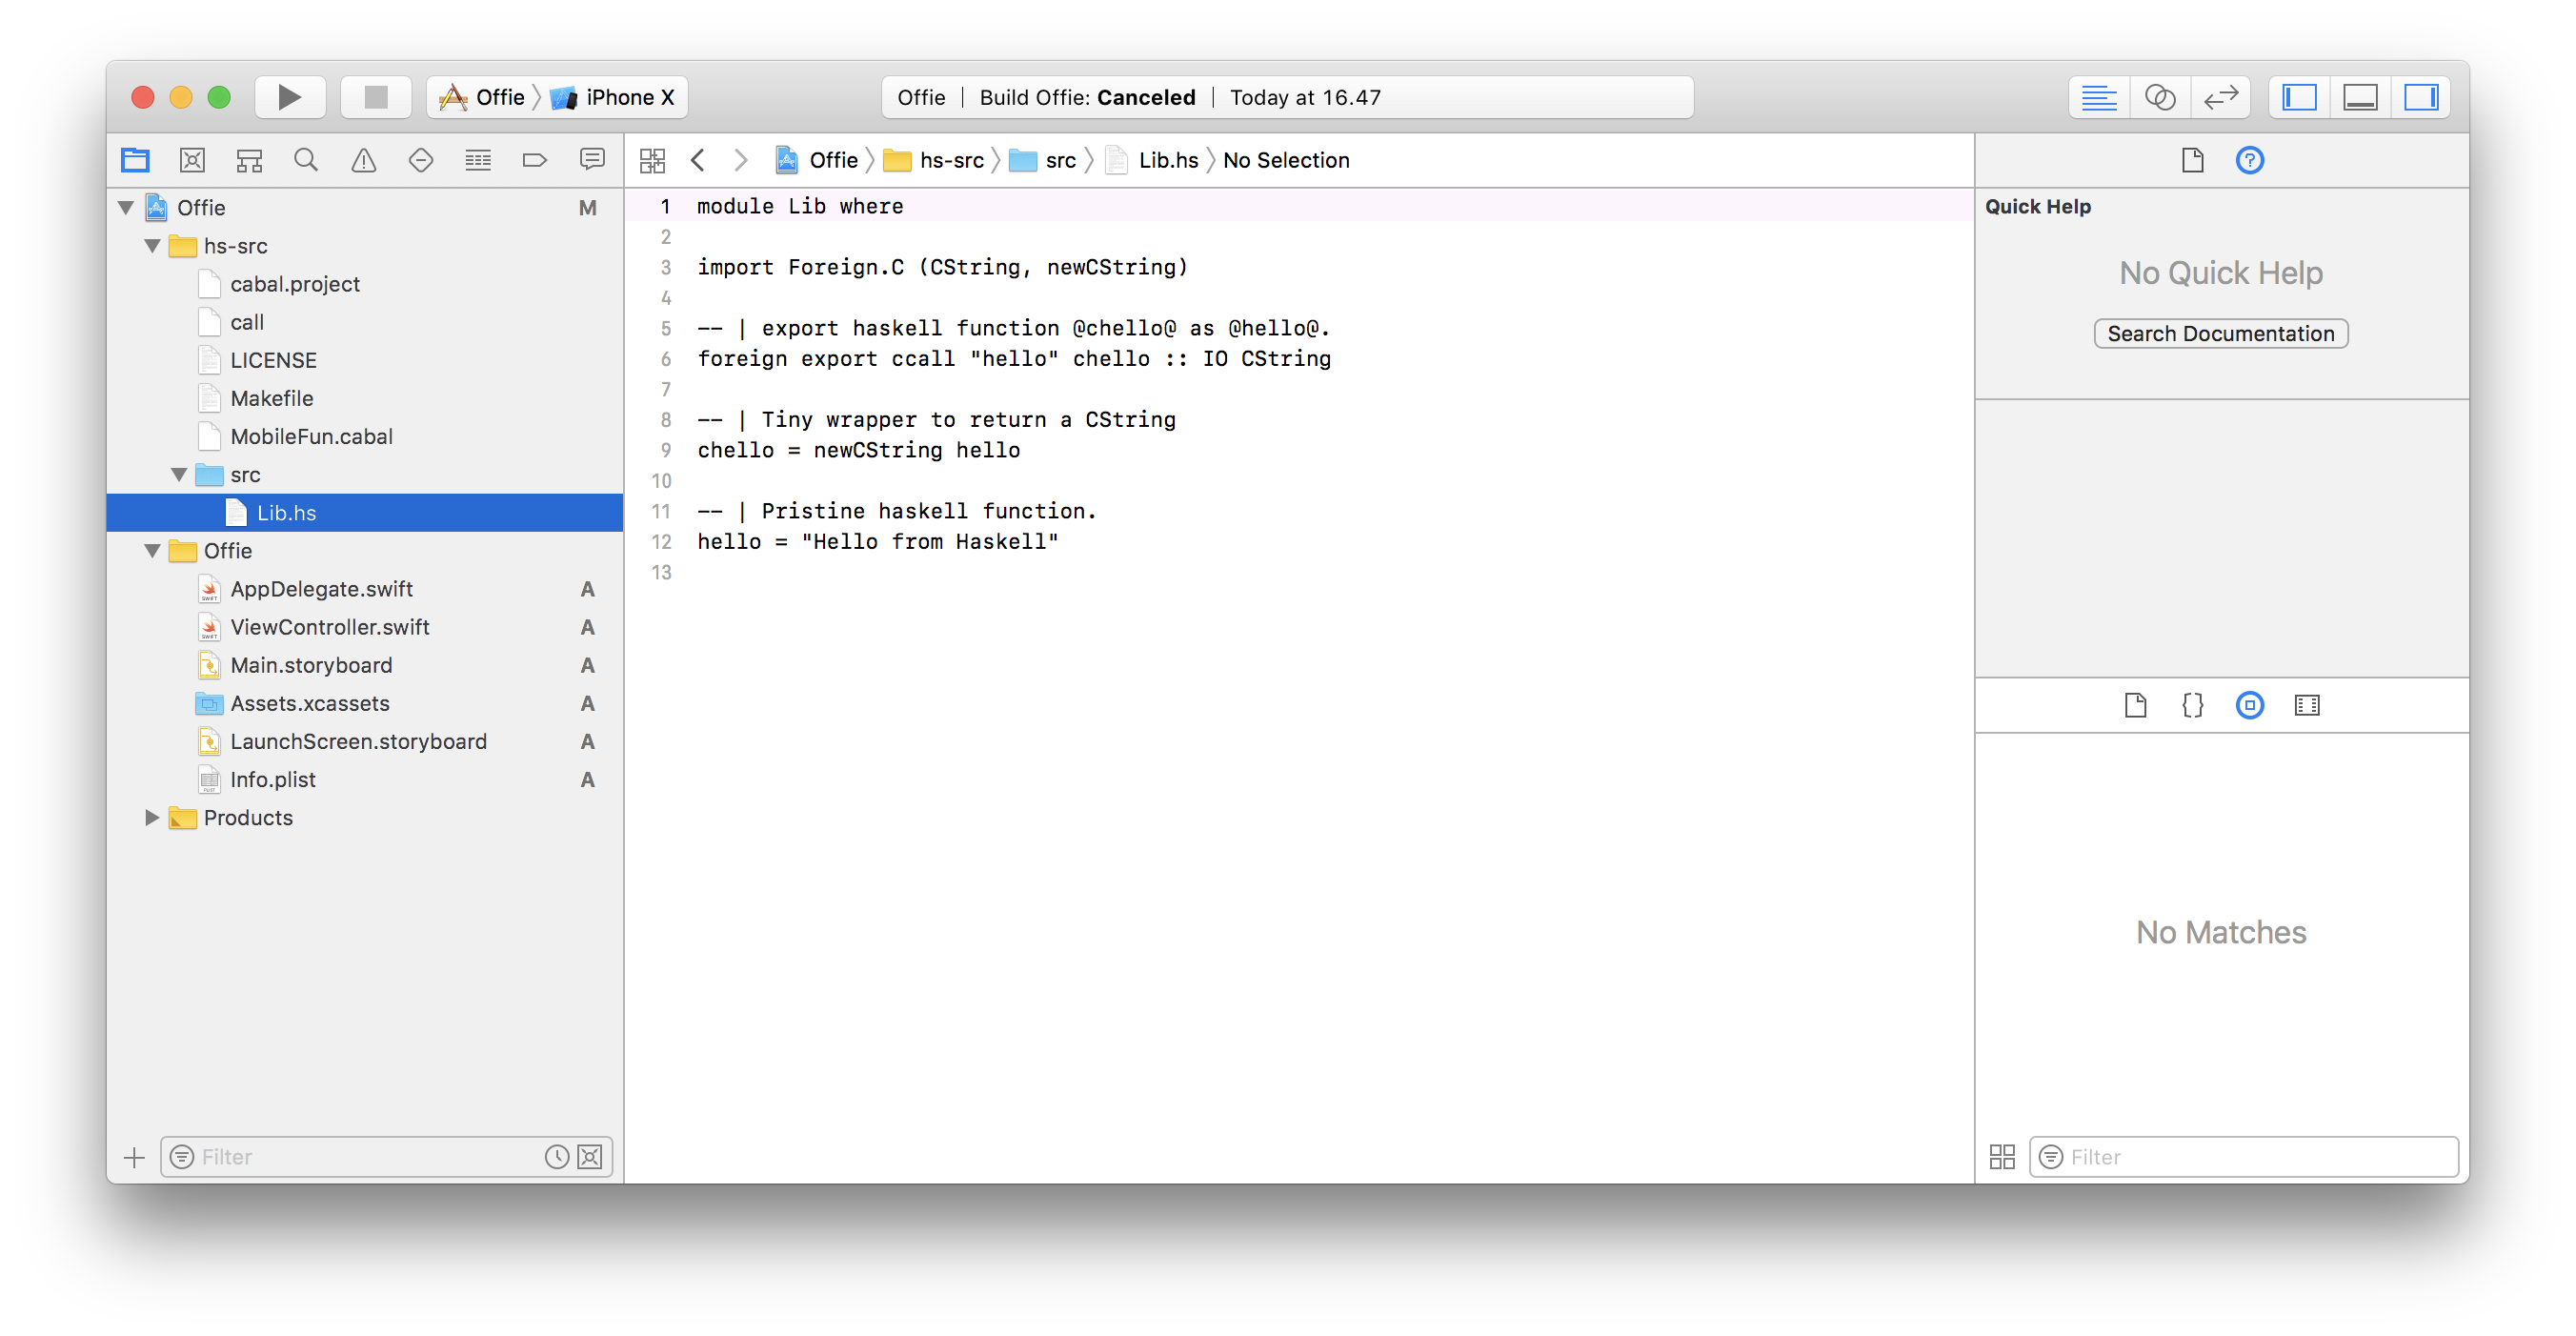 Offie iPhone X
Offie | Build Offie: Canceled | Today at 16.47
Offie hs-src src Lib.hs No Selection
Offie M
hs-src
cabal.project
call
LICENSE
Makefile
MobileFun.cabal
src
Lib.hs
Offie
AppDelegate.swift A
ViewController.swift A
Main.storyboard A
Assets.xcassets A
LaunchScreen.storyboard A
Info.plist A
Products
Filter
1 module Lib where
2
3 import Foreign.C (CString, newCString)
4
5 -- | export haskell function @chello@ as @hello@.
6 foreign export ccall "hello" chello :: IO CString
7
8 -- | Tiny wrapper to return a CString
9 chello = newCString hello
10
11 -- | Pristine haskell function.
12 hello = "Hello from Haskell"
13
Quick Help
No Quick Help
Search Documentation
{}
No Matches
Filter